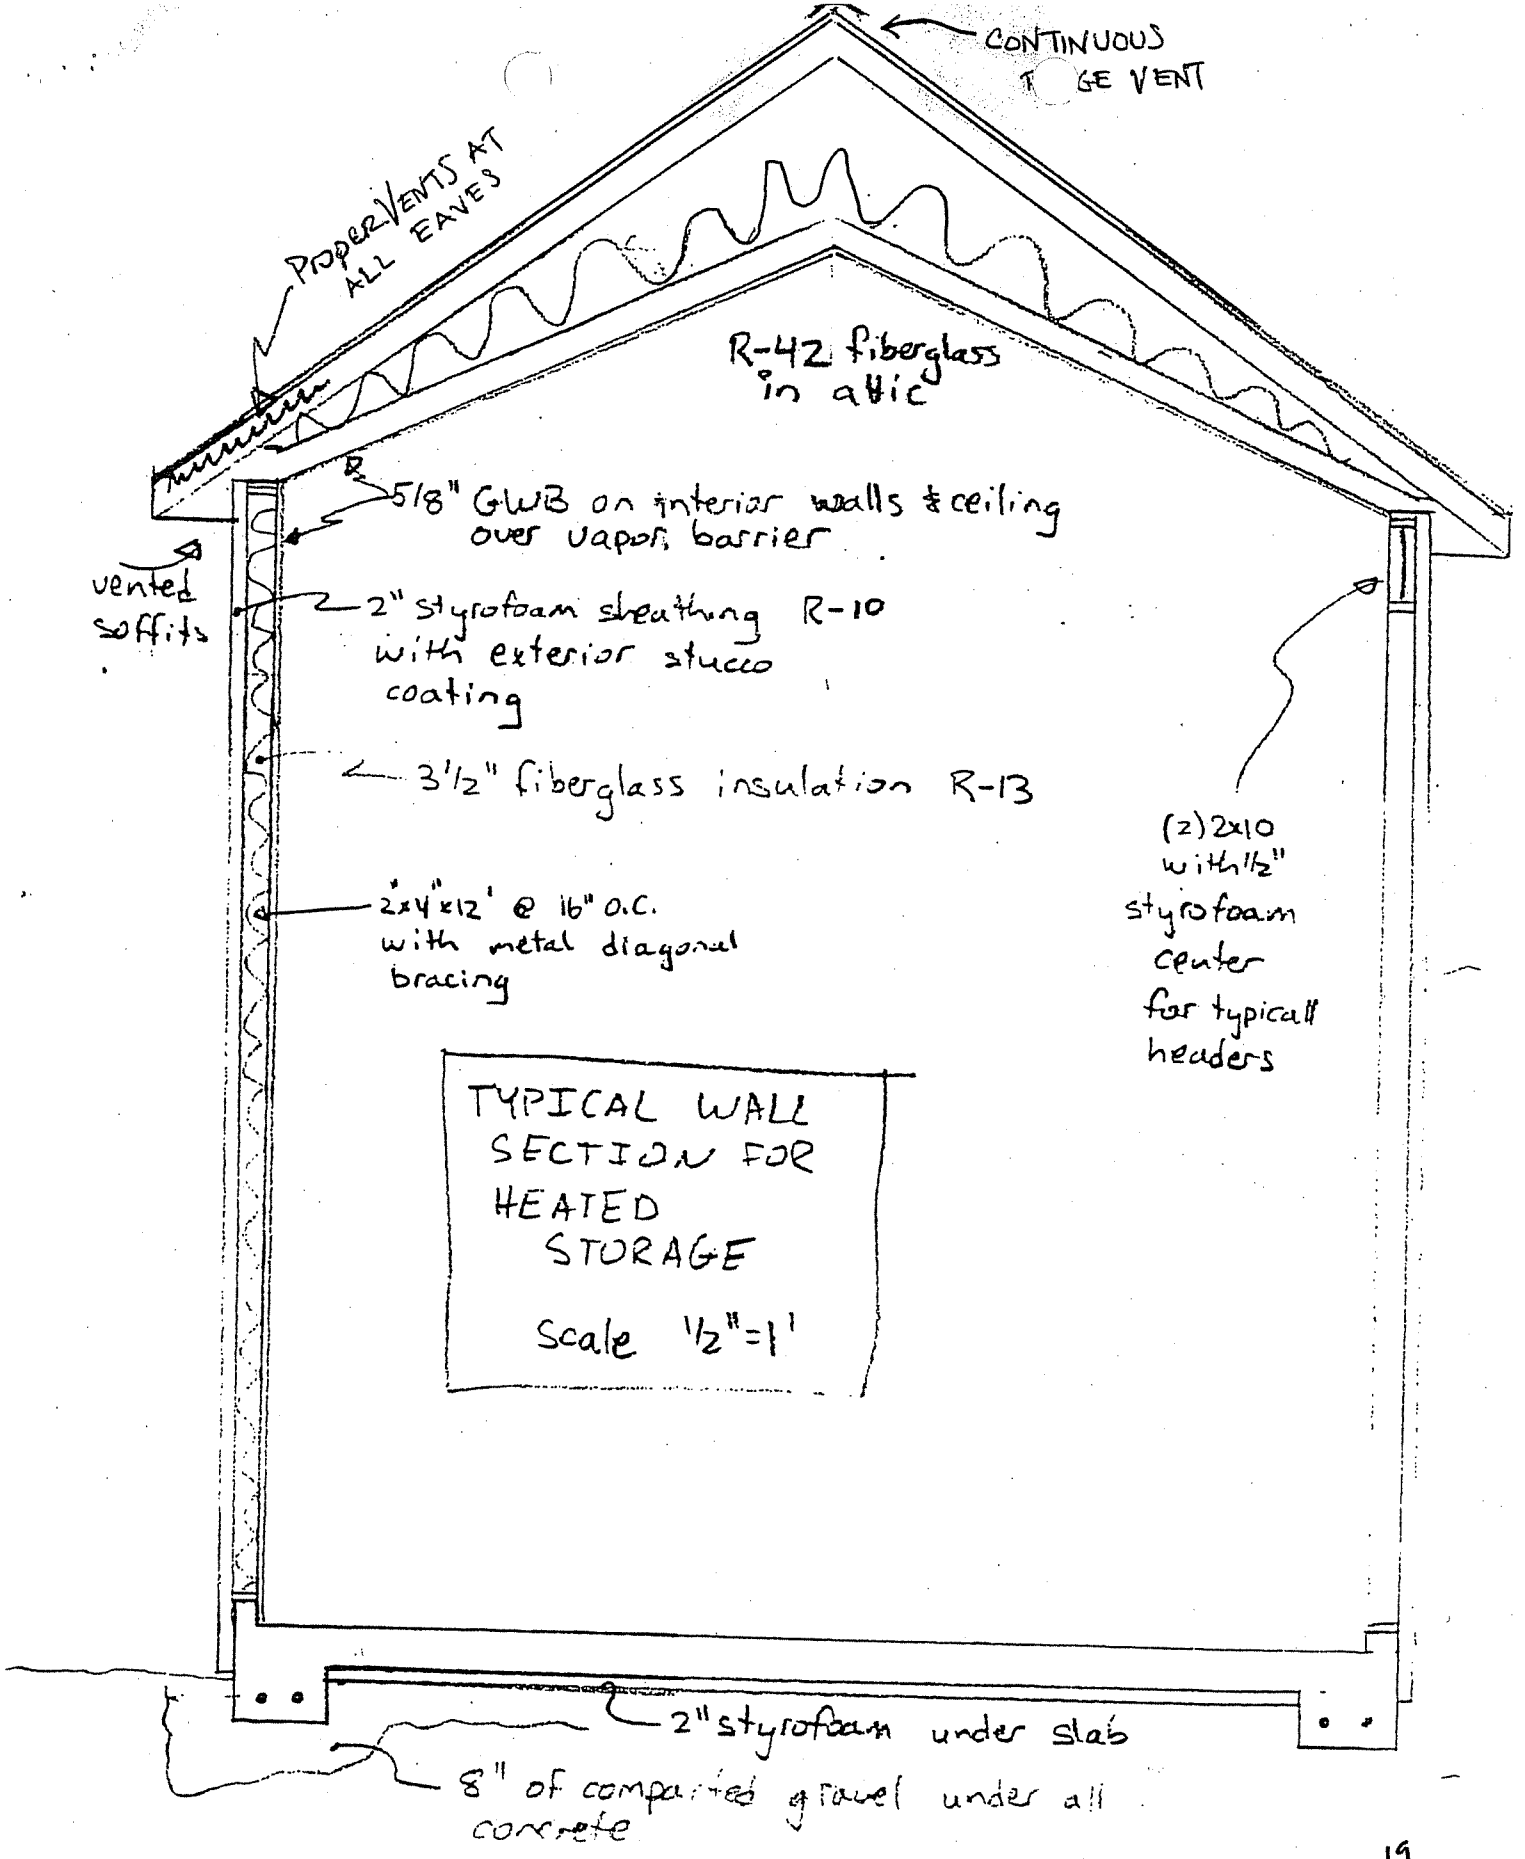 CONTINUOUS
GE VENT
PROPERVENTS AT
ALL EAVES
R-42 fiberglass
in attic
5/8" GWB on interior walls & ceiling
over vapor barrier
vented
soffits
2" styrofoam sheathing R-10
with exterior stucco
coating
3 1/2" fiberglass insulation R-13
(2) 2x10
with 1/2"
styrofoam
center
for typicall
headers
2"x4"x12' @ 16" O.C.
with metal diagonal
bracing
TYPICAL WALL
SECTION FOR
HEATED
STORAGE
Scale 1/2"=1'
2" styrofoam under slab
8" of compacted gravel under all
concrete
19